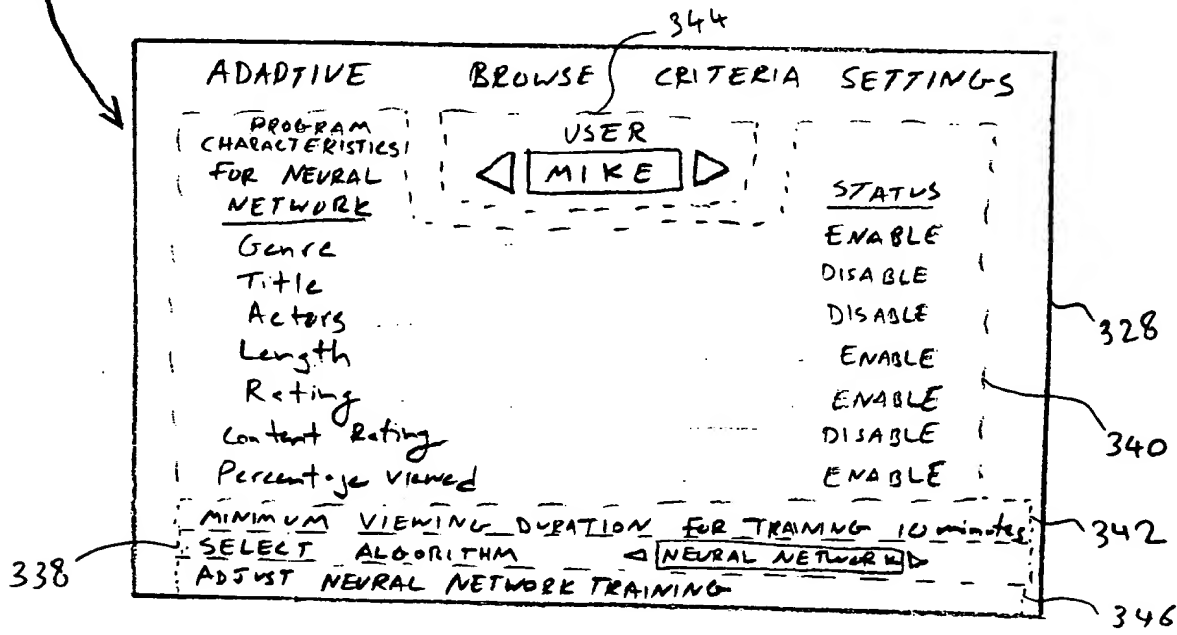 344
ADAPTIVE BROWSE CRITERIA SETTINGS
PROGRAM
CHARACTERISTICS
FOR NEURAL
NETWORK
USER
MIKE
STATUS
Genre ENABLE
Title DISABLE
Actors DISABLE
Length ENABLE
Rating ENABLE
Content Rating DISABLE
Percentage viewed ENABLE
328
340
MINIMUM VIEWING DURATION FOR TRAINING 10 minutes
342
SELECT ALGORITHM NEURAL NETWORK
338
ADJUST NEURAL NETWORK TRAINING
346